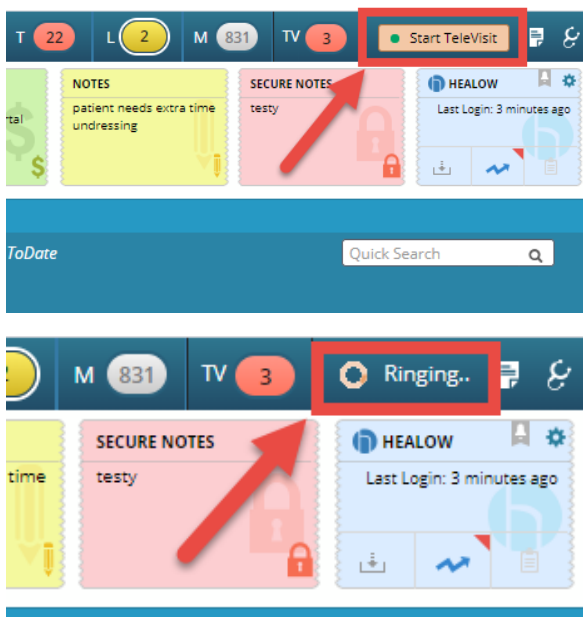 T 22 L 2 M 831 TV 3 Start TeleVisit
NOTES SECURE NOTES HEALOW
patient needs extra time testy Last Login: 3 minutes ago
undressing
$
ToDate Quick Search
M 831 TV 3 Ringing..
SECURE NOTES HEALOW
time testy Last Login: 3 minutes ago